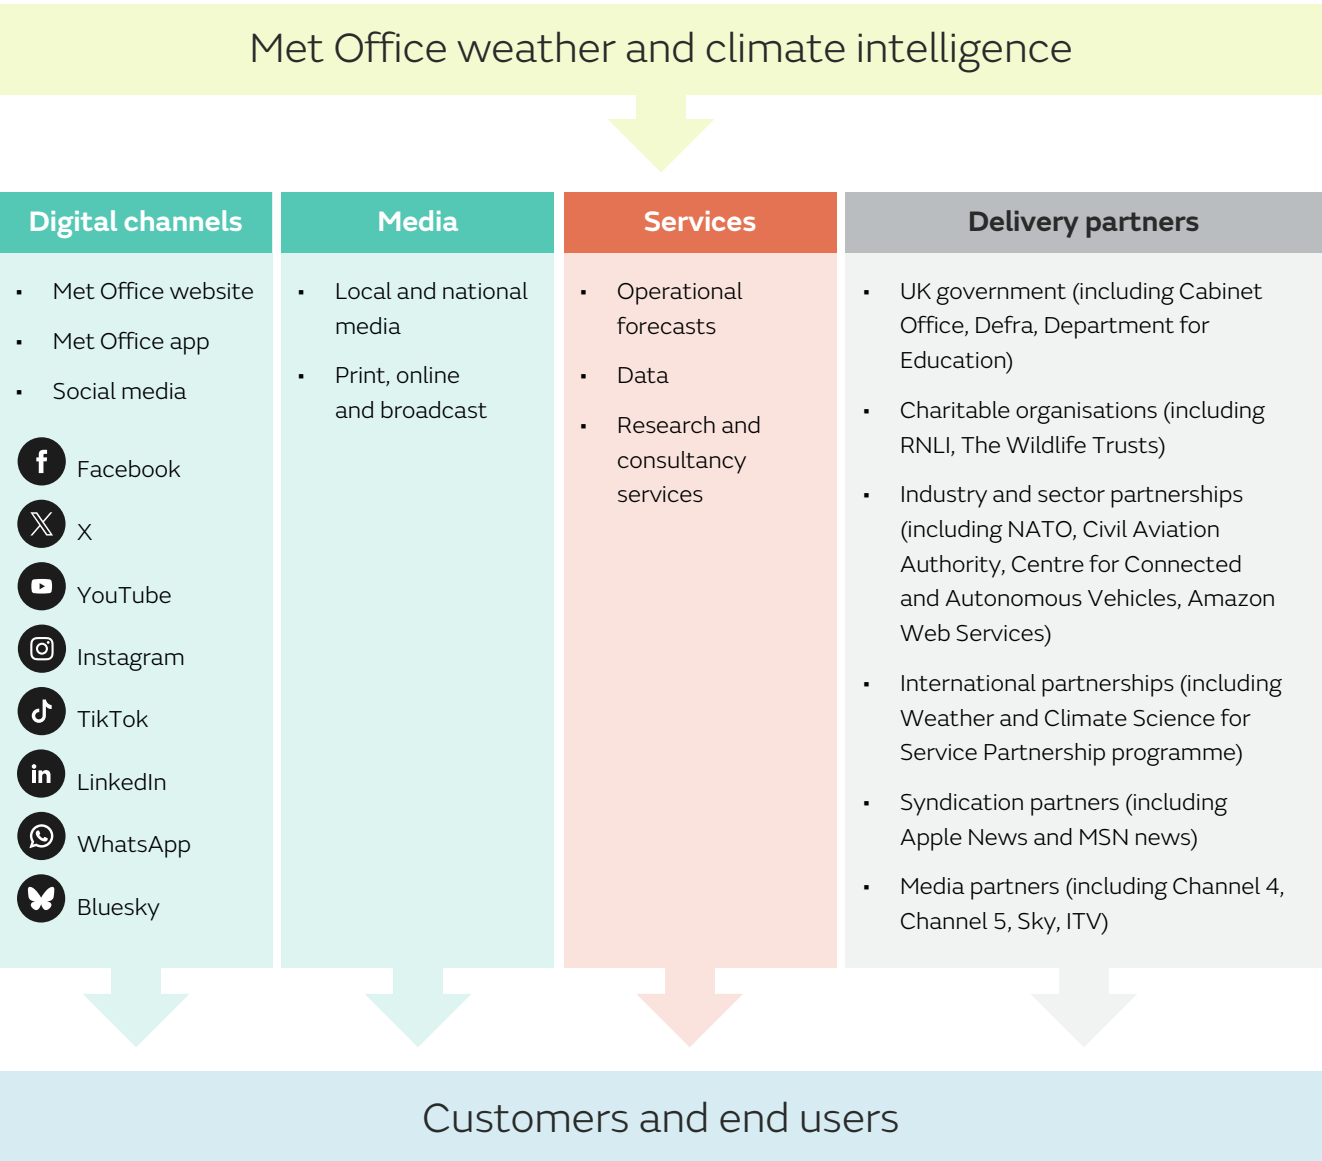 Met Office weather and climate intelligence
Digital channels
▪ Met Office website
▪ Met Office app
▪ Social media
Facebook
X
YouTube
Instagram
TikTok
in LinkedIn
WhatsApp
Bluesky
Media
▪ Local and national
media
▪ Print, online
and broadcast
Services
▪ Operational
forecasts
▪ Data
▪ Research and
consultancy
services
Delivery partners
▪ UK government (including Cabinet
Office, Defra, Department for
Education)
▪ Charitable organisations (including
RNLI, The Wildlife Trusts)
▪ Industry and sector partnerships
(including NATO, Civil Aviation
Authority, Centre for Connected
and Autonomous Vehicles, Amazon
Web Services)
▪ International partnerships (including
Weather and Climate Science for
Service Partnership programme)
▪ Syndication partners (including
Apple News and MSN news)
▪ Media partners (including Channel 4,
Channel 5, Sky, ITV)
Customers and end users